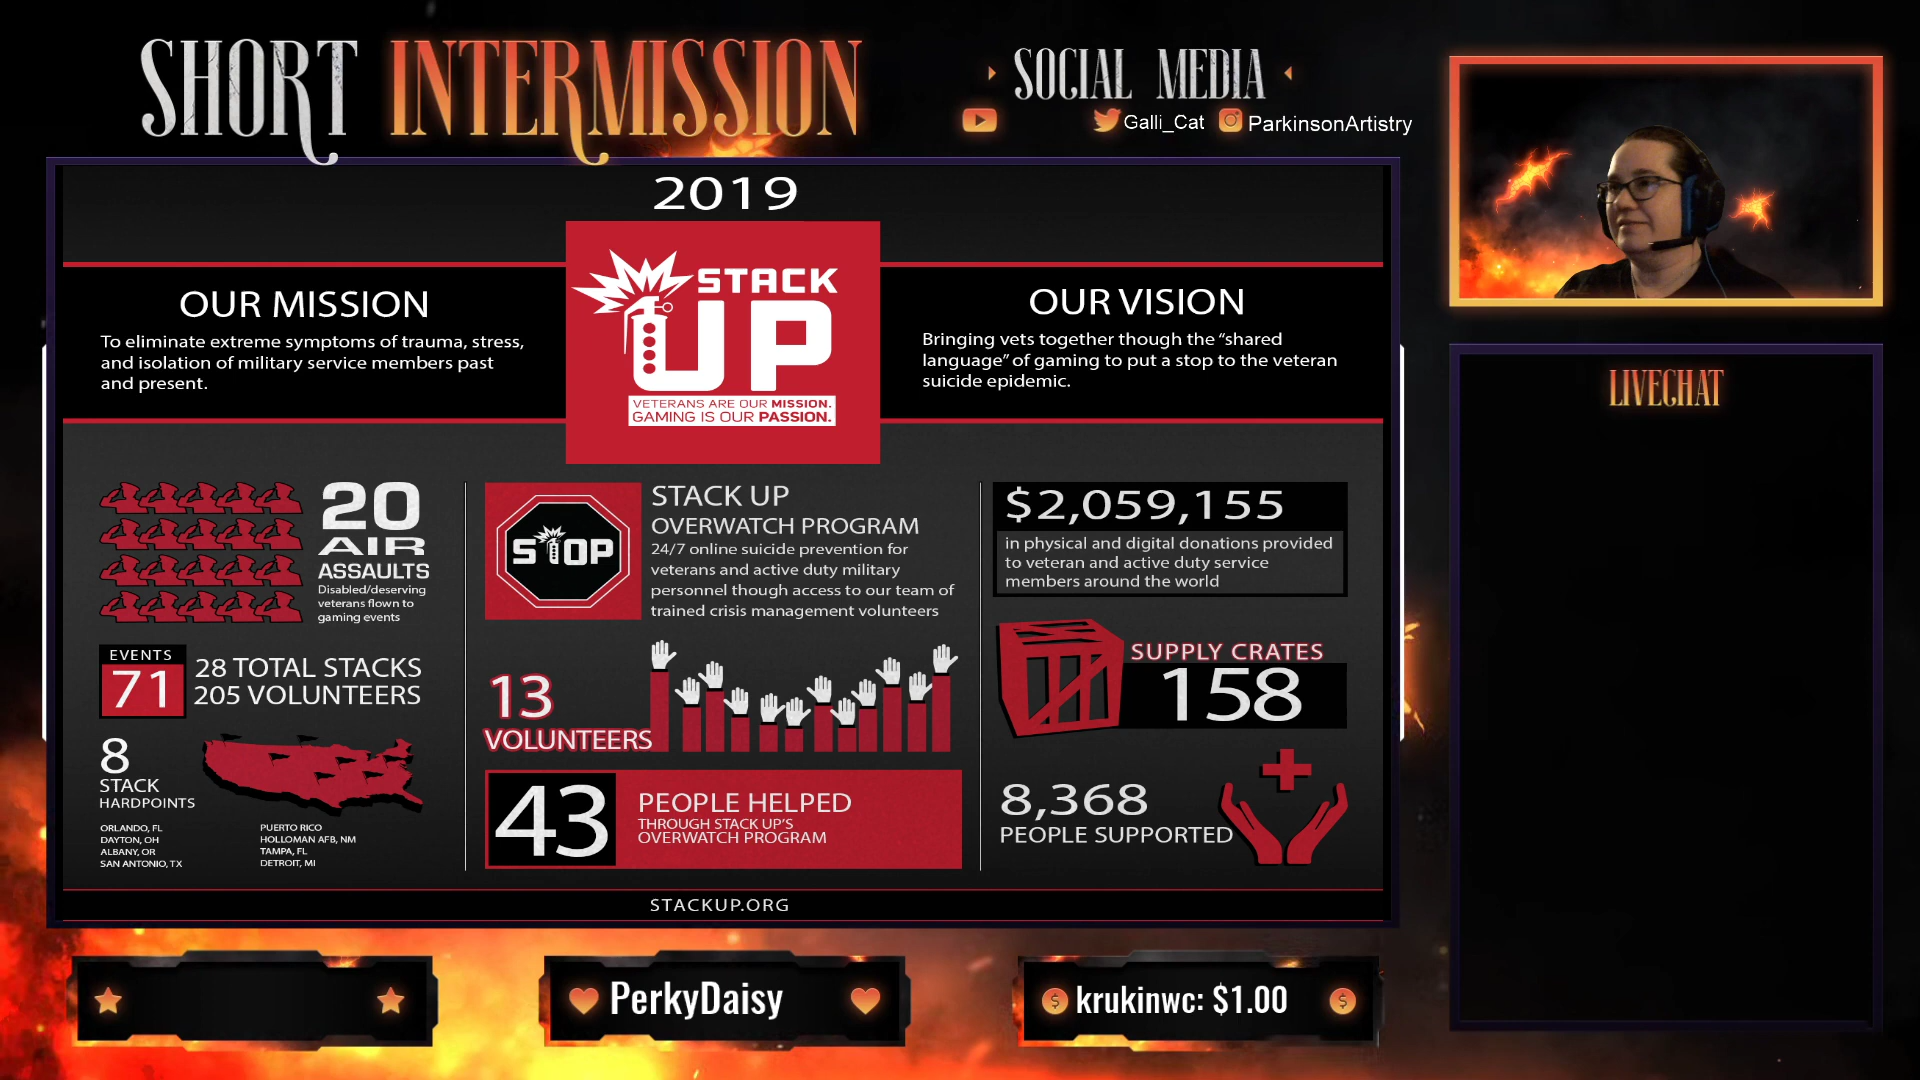 SHORT INTERMISSION
SOCIAL MEDIA
Galli_Cat
ParkinsonArtistry
2019
OUR MISSION
To eliminate extreme symptoms of trauma, stress,
and isolation of military service members past
and present.
STACK
UP
VETERANS ARE OUR MISSION.
GAMING IS OUR PASSION.
OUR VISION
Bringing vets together though the “shared
language” of gaming to put a stop to the veteran
suicide epidemic.
LIVECHAT
20
AIR
ASSAULTS
Disabled/deserving
veterans flown to
gaming events
EVENTS
71
28 TOTAL STACKS
205 VOLUNTEERS
8
STACK
HARDPOINTS
ORLANDO, FL
DAYTON, OH
ALBANY, OR
SAN ANTONIO, TX
PUERTO RICO
HOLLOMAN AFB, NM
TAMPA, FL
DETROIT, MI
STOP
STACK UP
OVERWATCH PROGRAM
24/7 online suicide prevention for
veterans and active duty military
personnel though access to our team of
trained crisis management volunteers
13
VOLUNTEERS
43
PEOPLE HELPED
THROUGH STACK UP'S
OVERWATCH PROGRAM
$2,059,155
in physical and digital donations provided
to veteran and active duty service
members around the world
SUPPLY CRATES
158
8,368
PEOPLE SUPPORTED
STACKUP.ORG
PerkyDaisy
krukinwc: $1.00